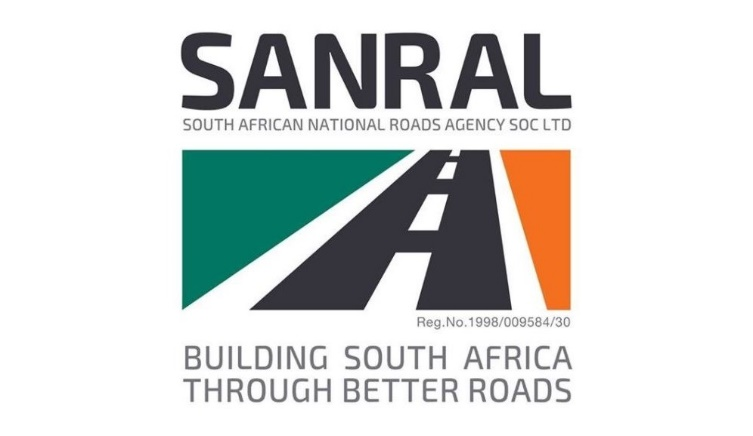 SANRAL
SOUTH AFRICAN NATIONAL ROADS AGENCY SOC LTD
Reg.No.1998/009584/30
BUILDING SOUTH AFRICA
THROUGH BETTER ROADS